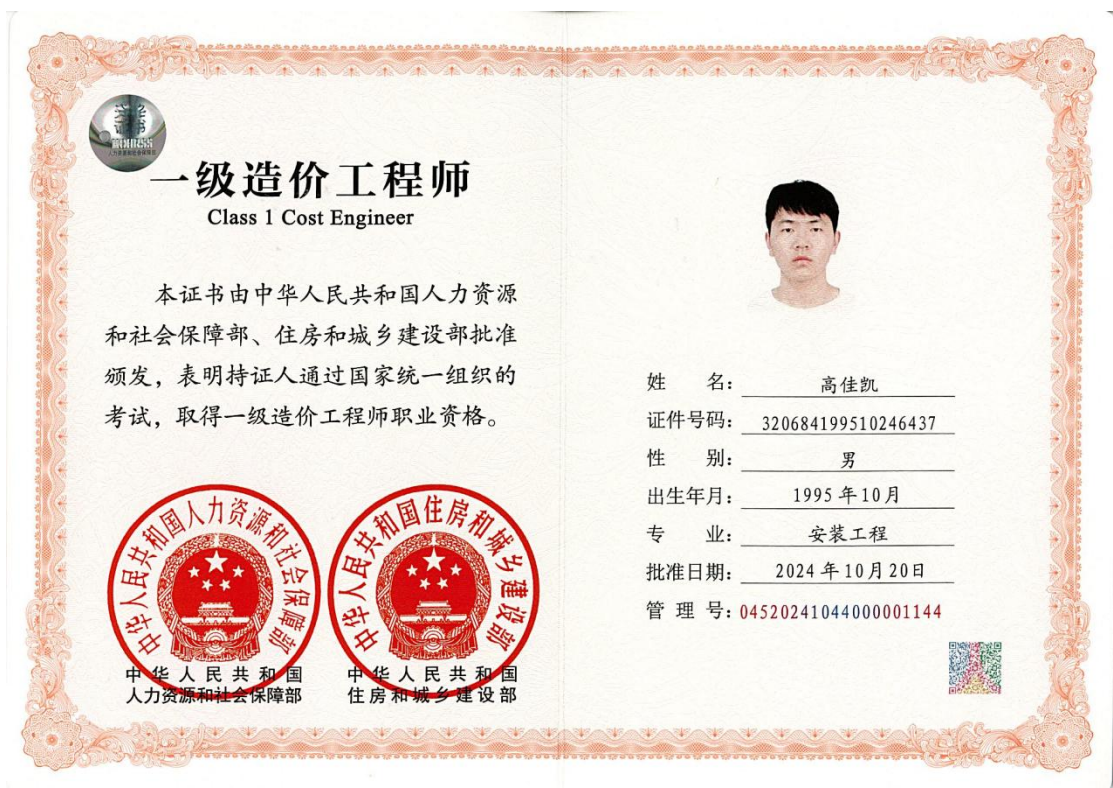 一级造价工程师
Class 1 Cost Engineer
本证书由中华人民共和国人力资源
和社会保障部、住房和城乡建设部批准
颁发，表明持证人通过国家统一组织的
考试，取得一级造价工程师职业资格。
中华人民共和国人力资源和社会保障部
中华人民共和国住房和城乡建设部
中华人民共和国
人力资源和社会保障部
中华人民共和国
住房和城乡建设部
姓 名：高佳凯
证件号码：320684199510246437
性 别：男
出生年月：1995年10月
专 业：安装工程
批准日期：2024年10月20日
管 理 号：04520241044000001144